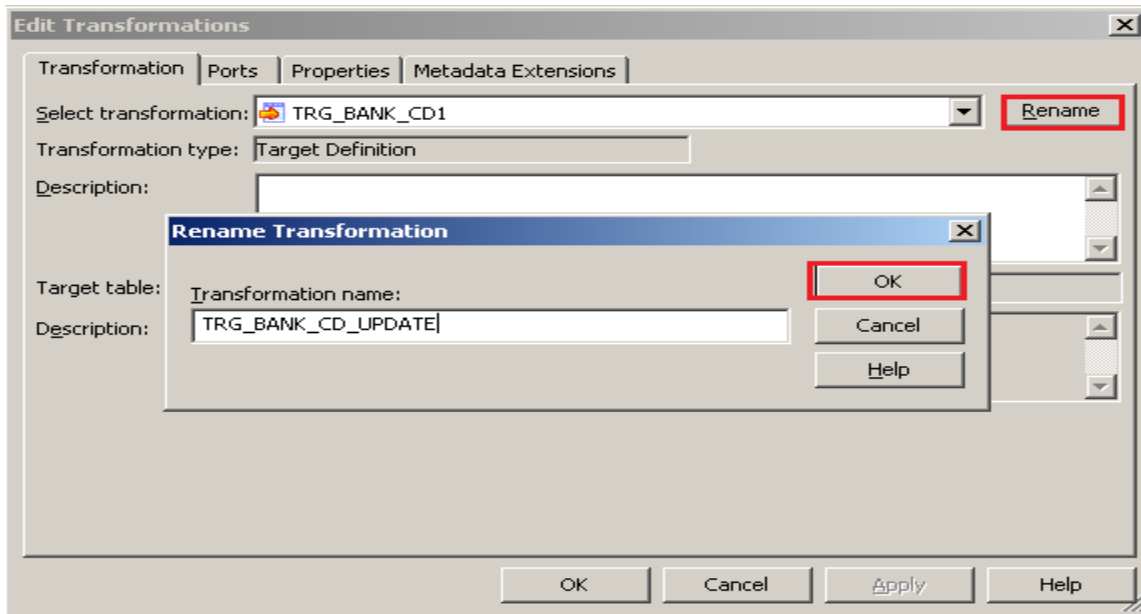 Edit Transformations
Transformation Ports Properties Metadata Extensions
Select transformation: TRG_BANK_CD1 Rename
Transformation type: Target Definition
Description:
Rename Transformation
Target table:
Description:
Transformation name:
TRG_BANK_CD_UPDATE
OK
Cancel
Help
OK Cancel Apply Help